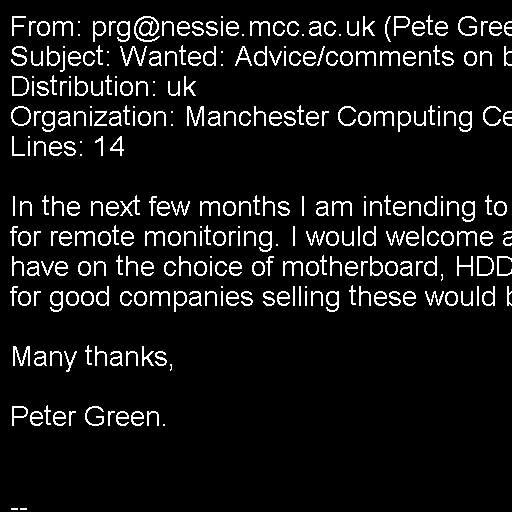 From: prg@nessie.mcc.ac.uk (Pete Gree
Subject: Wanted: Advice/comments on b
Distribution: uk
Organization: Manchester Computing Ce
Lines: 14
In the next few months I am intending to
for remote monitoring. I would welcome a
have on the choice of motherboard, HDD
for good companies selling these would b
Many thanks,
Peter Green.
--